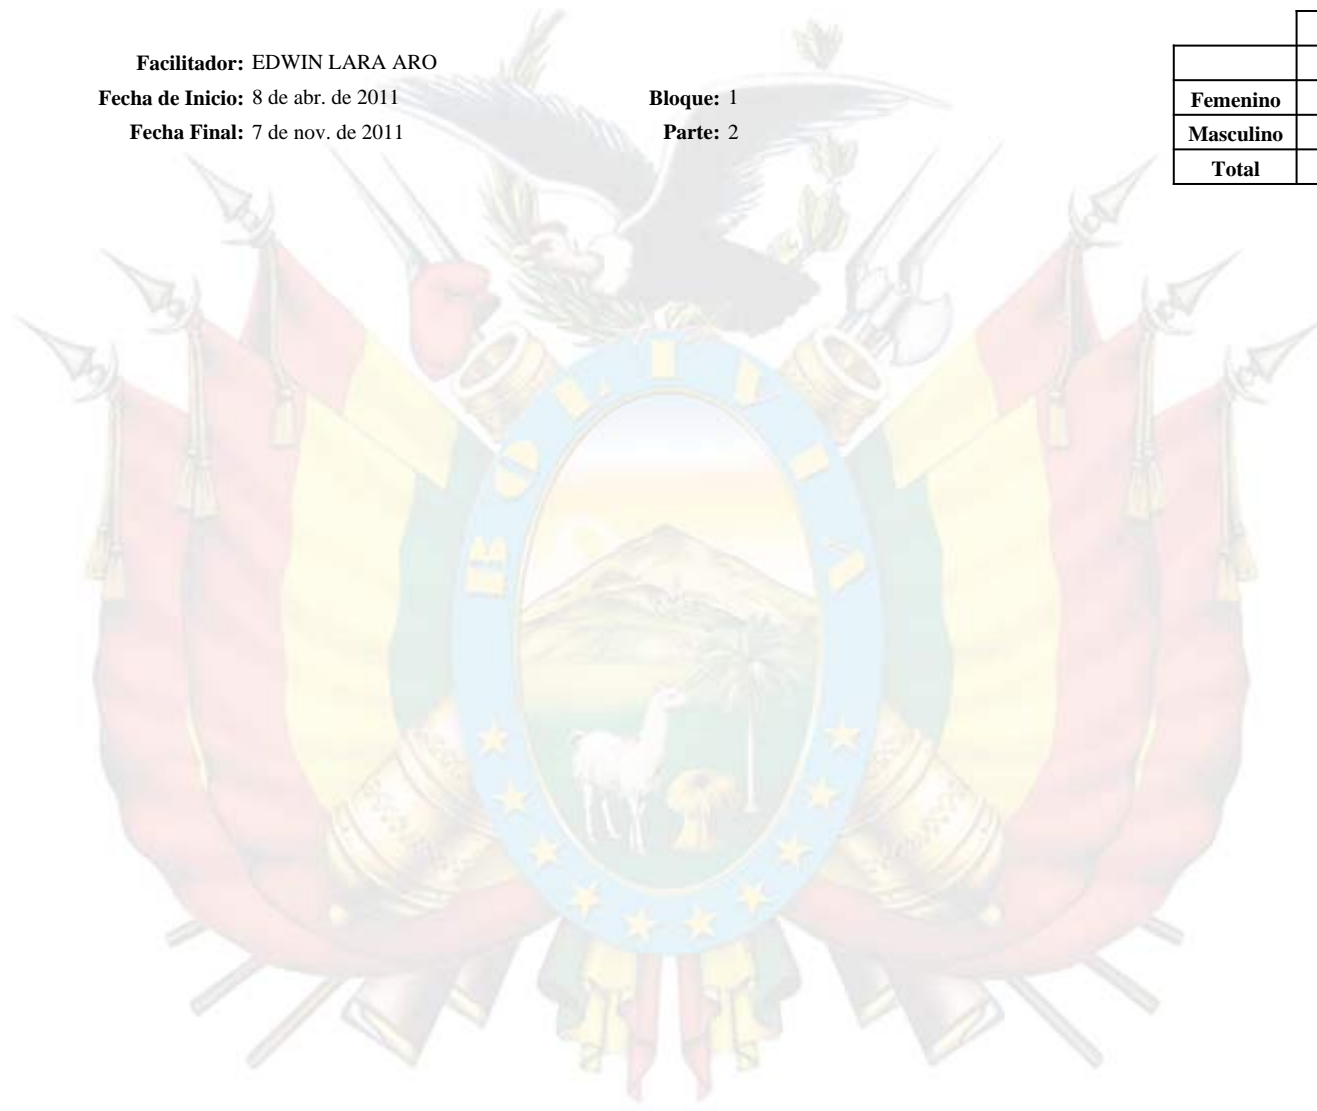 Facilitador: EDWIN LARA ARO
Fecha de Inicio: 8 de abr. de 2011 Bloque: 1
Fecha Final: 7 de nov. de 2011 Parte: 2
Femenino
Masculino
Total
BOLIVIA